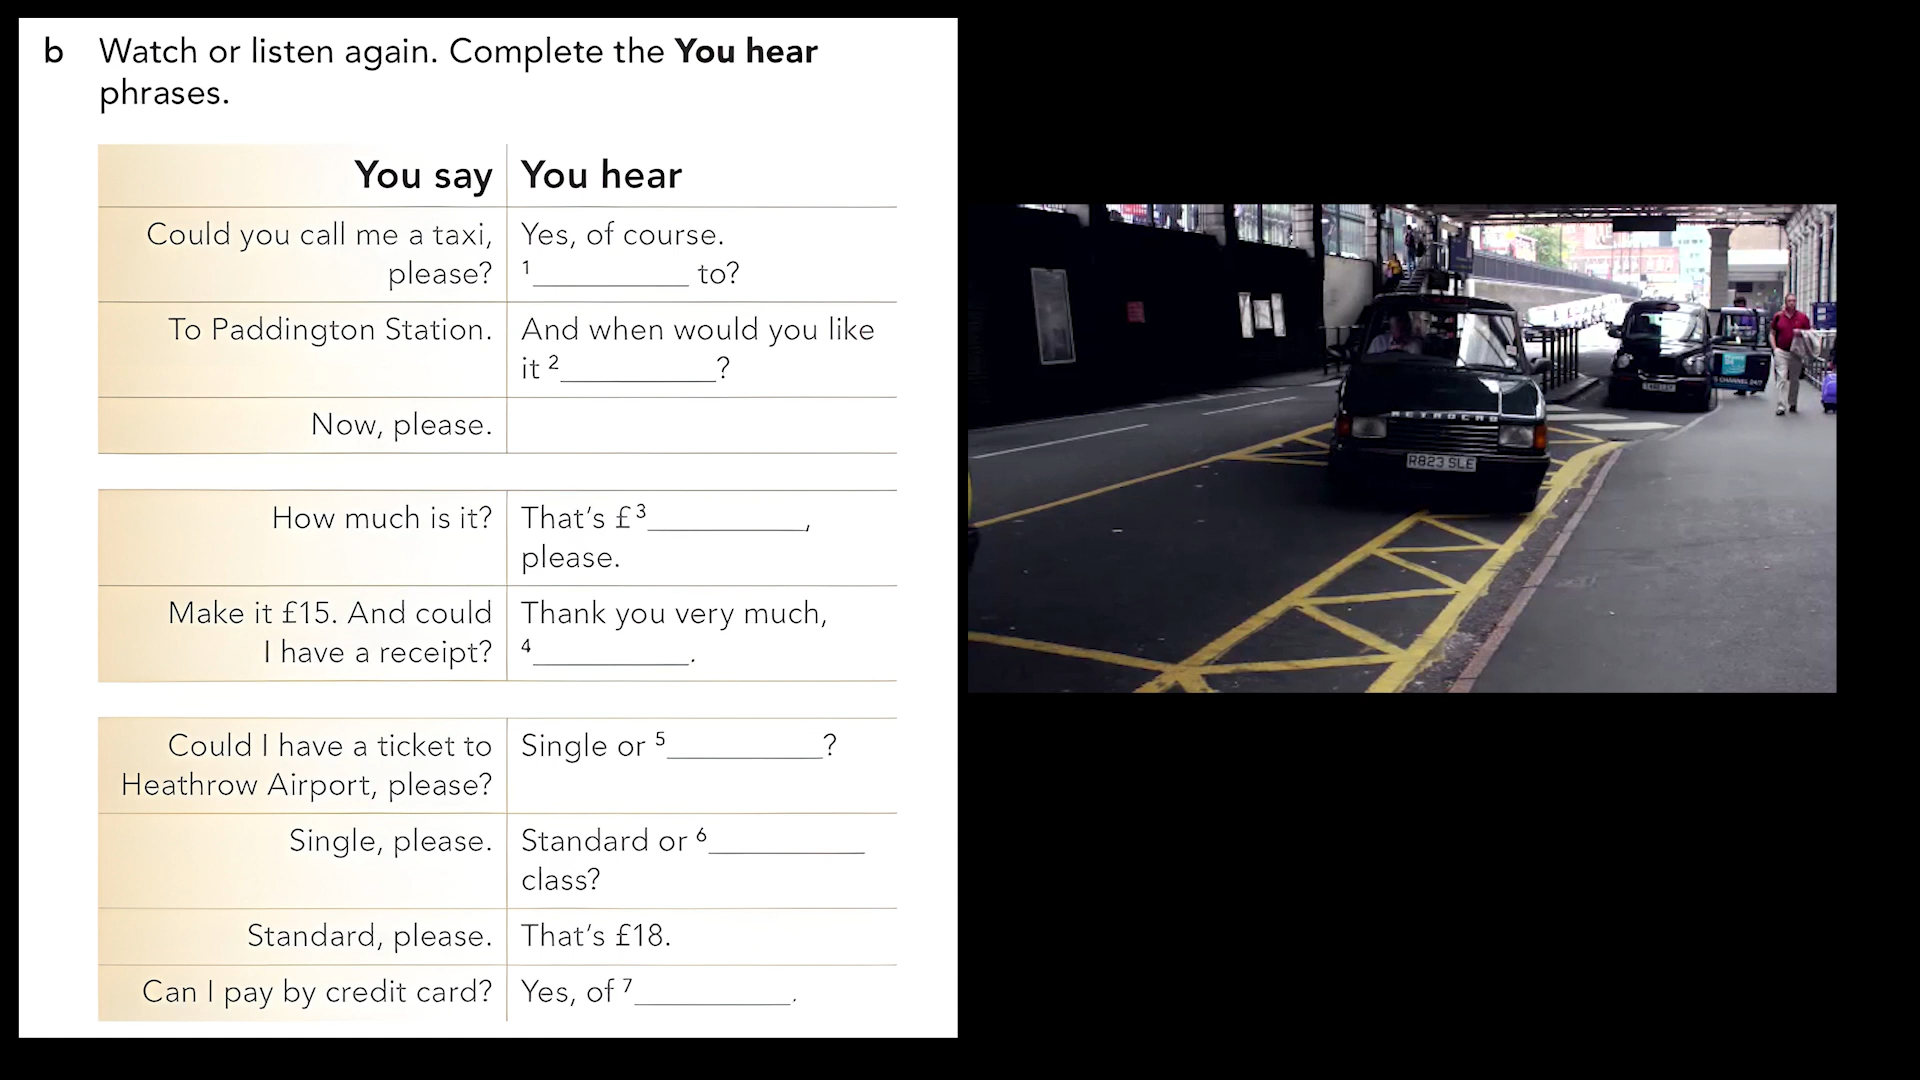 b Watch or listen again. Complete the You hear
phrases.
You say You hear
Could you call me a taxi,
please?
Yes, of course.
1__________ to?
To Paddington Station.
And when would you like
it 2__________?
Now, please.
How much is it?
That's £3__________,
please.
Make it £15. And could
I have a receipt?
Thank you very much,
4__________.
Could I have a ticket to
Heathrow Airport, please?
Single or 5__________?
Single, please.
Standard or 6__________
class?
Standard, please.
That's £18.
Can I pay by credit card?
Yes, of 7__________.
METROCAB
R823 SLE
CHANNEL 24/7